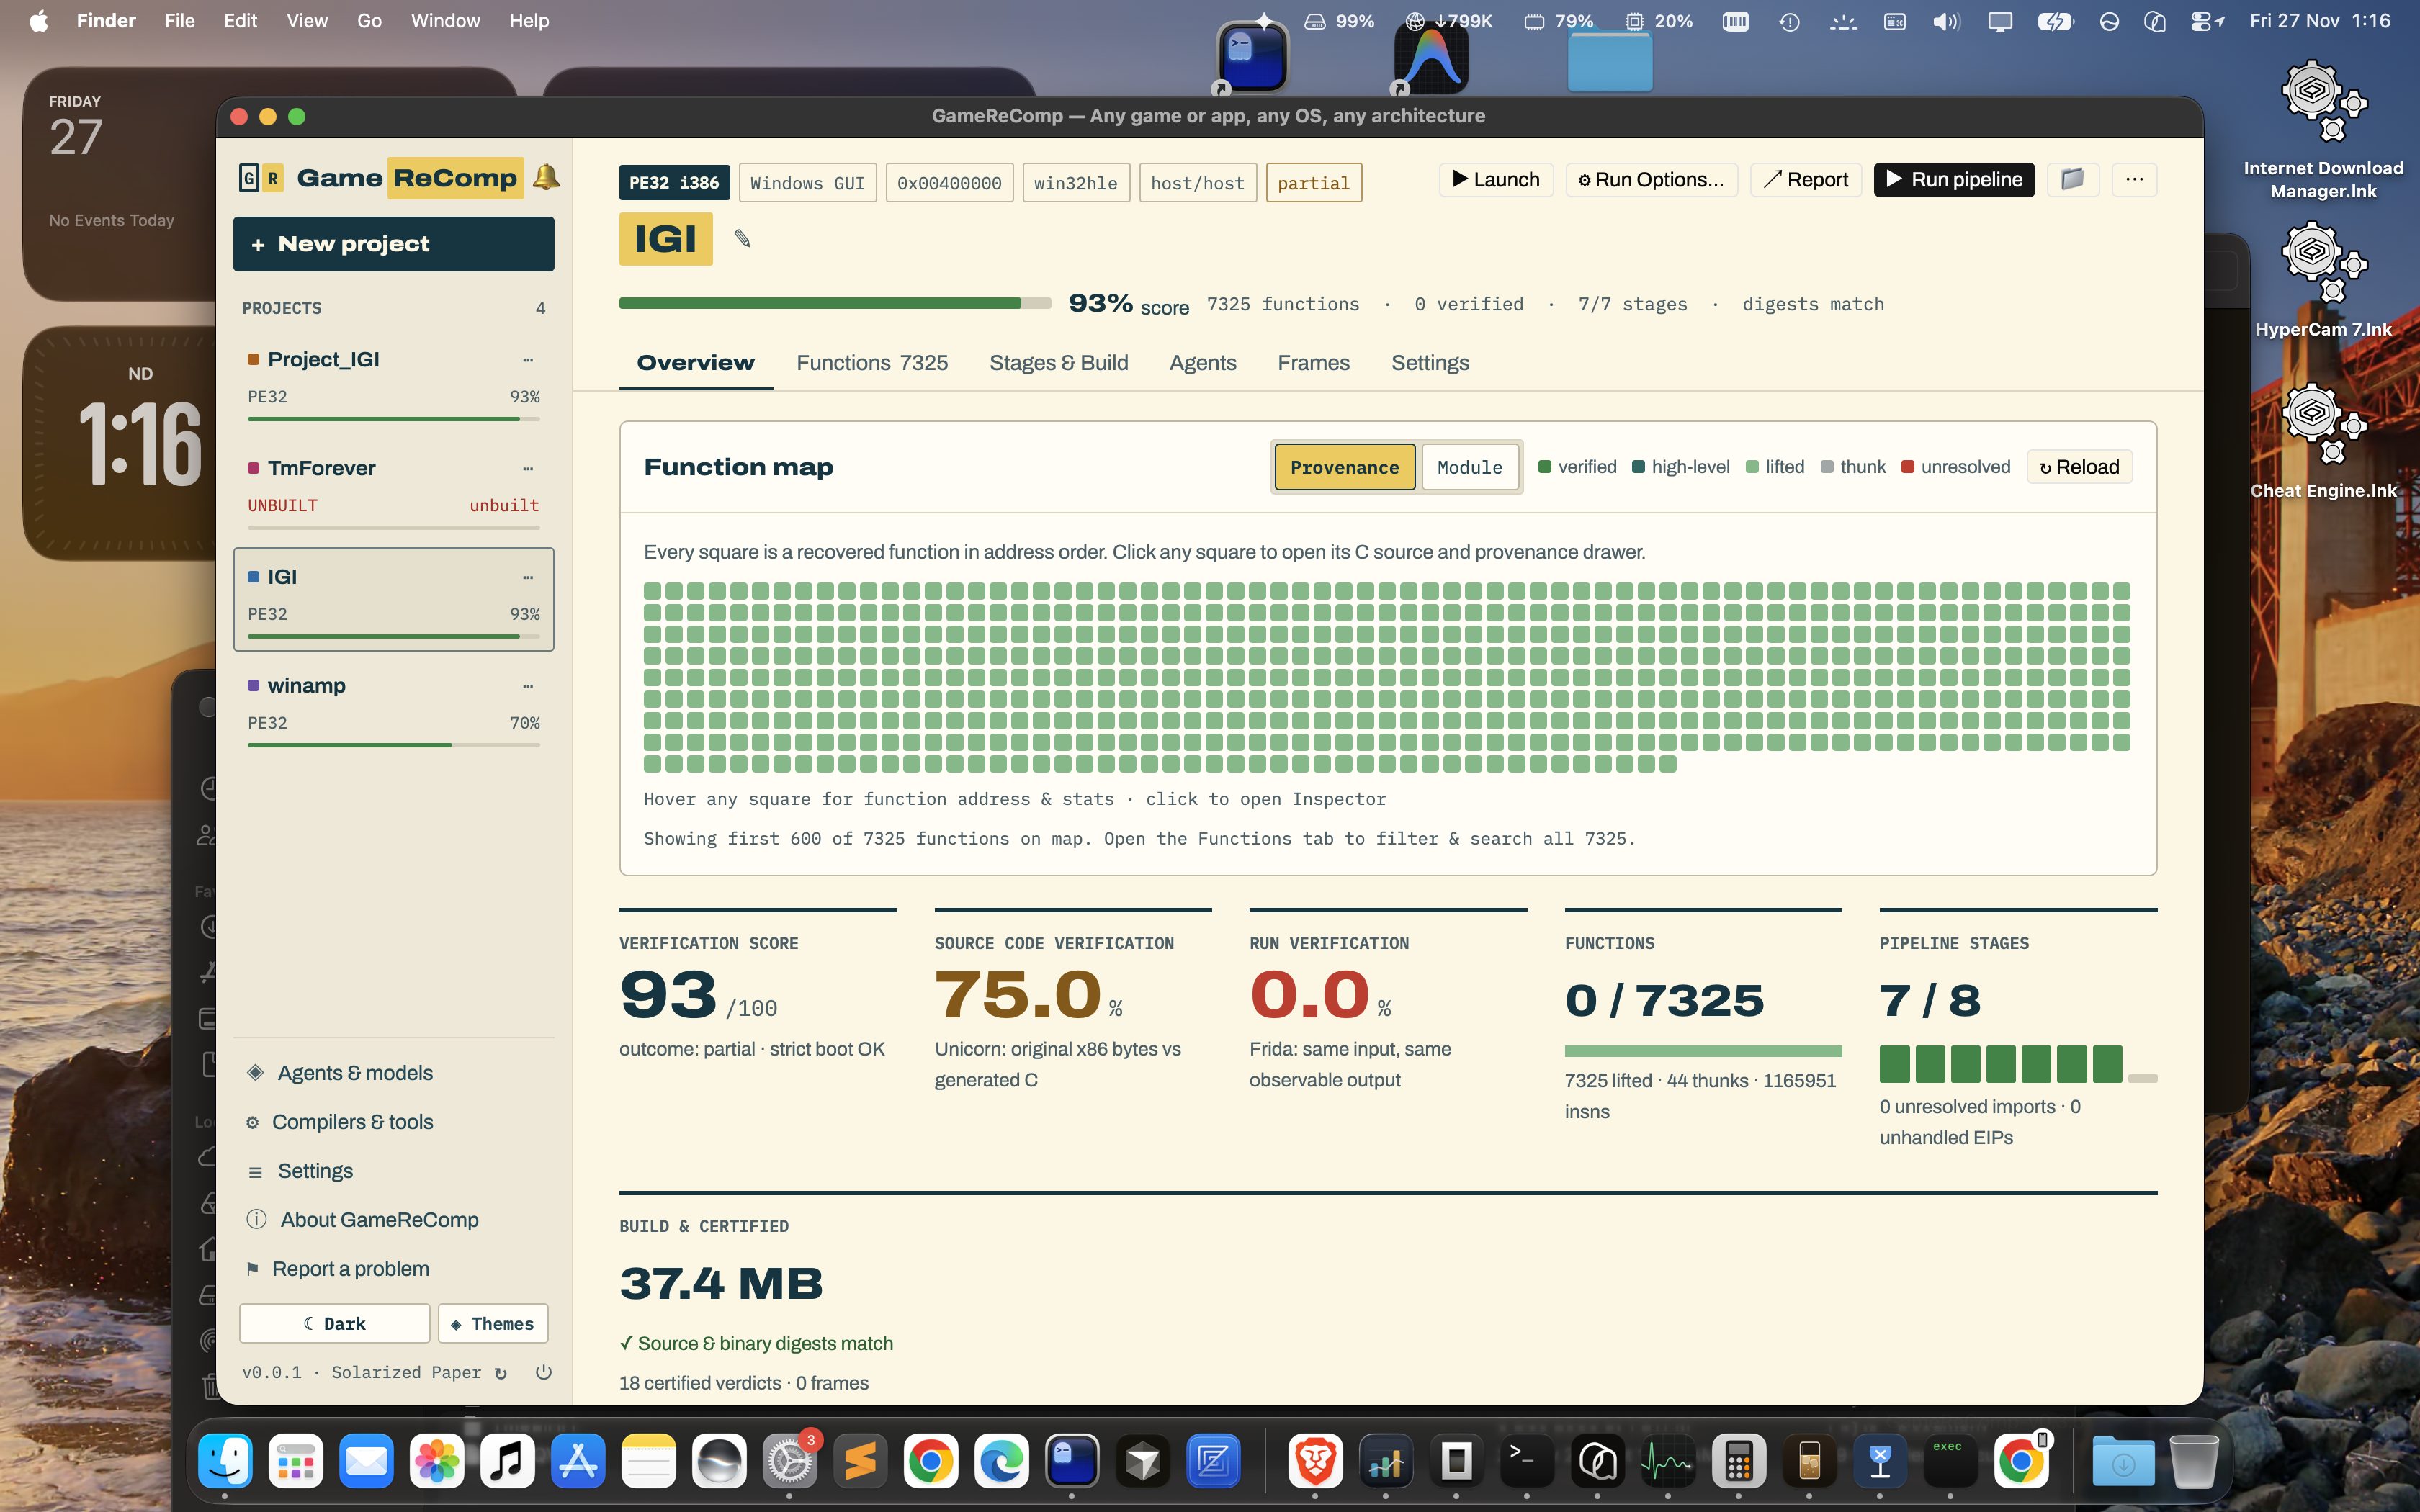 Finder File Edit View Go Window Help
99% ↓799K 79% 20% Fri 27 Nov 1:16
FRIDAY
27
No Events Today
ND
1:16
Internet Download
Manager.lnk
HyperCam 7.lnk
Cheat Engine.lnk
GameReComp — Any game or app, any OS, any architecture
G R Game ReComp
+ New project
PROJECTS 4
Project_IGI ...
PE32 93%
TmForever ...
UNBUILT unbuilt
IGI ...
PE32 93%
winamp ...
PE32 70%
Agents & models
Compilers & tools
Settings
About GameReComp
Report a problem
Dark Themes
v0.0.1 · Solarized Paper
PE32 i386 Windows GUI 0x00400000 win32hle host/host partial
Launch Run Options... Report Run pipeline ...
IGI
93% score 7325 functions · 0 verified · 7/7 stages · digests match
Overview Functions 7325 Stages & Build Agents Frames Settings
Function map
Provenance Module verified high-level lifted thunk unresolved Reload
Every square is a recovered function in address order. Click any square to open its C source and provenance drawer.
Hover any square for function address & stats · click to open Inspector
Showing first 600 of 7325 functions on map. Open the Functions tab to filter & search all 7325.
VERIFICATION SCORE
93 /100
outcome: partial · strict boot OK
SOURCE CODE VERIFICATION
75.0 %
Unicorn: original x86 bytes vs
generated C
RUN VERIFICATION
0.0 %
Frida: same input, same
observable output
FUNCTIONS
0 / 7325
7325 lifted · 44 thunks · 1165951
insns
PIPELINE STAGES
7 / 8
0 unresolved imports · 0
unhandled EIPs
BUILD & CERTIFIED
37.4 MB
✓ Source & binary digests match
18 certified verdicts · 0 frames
3
exec